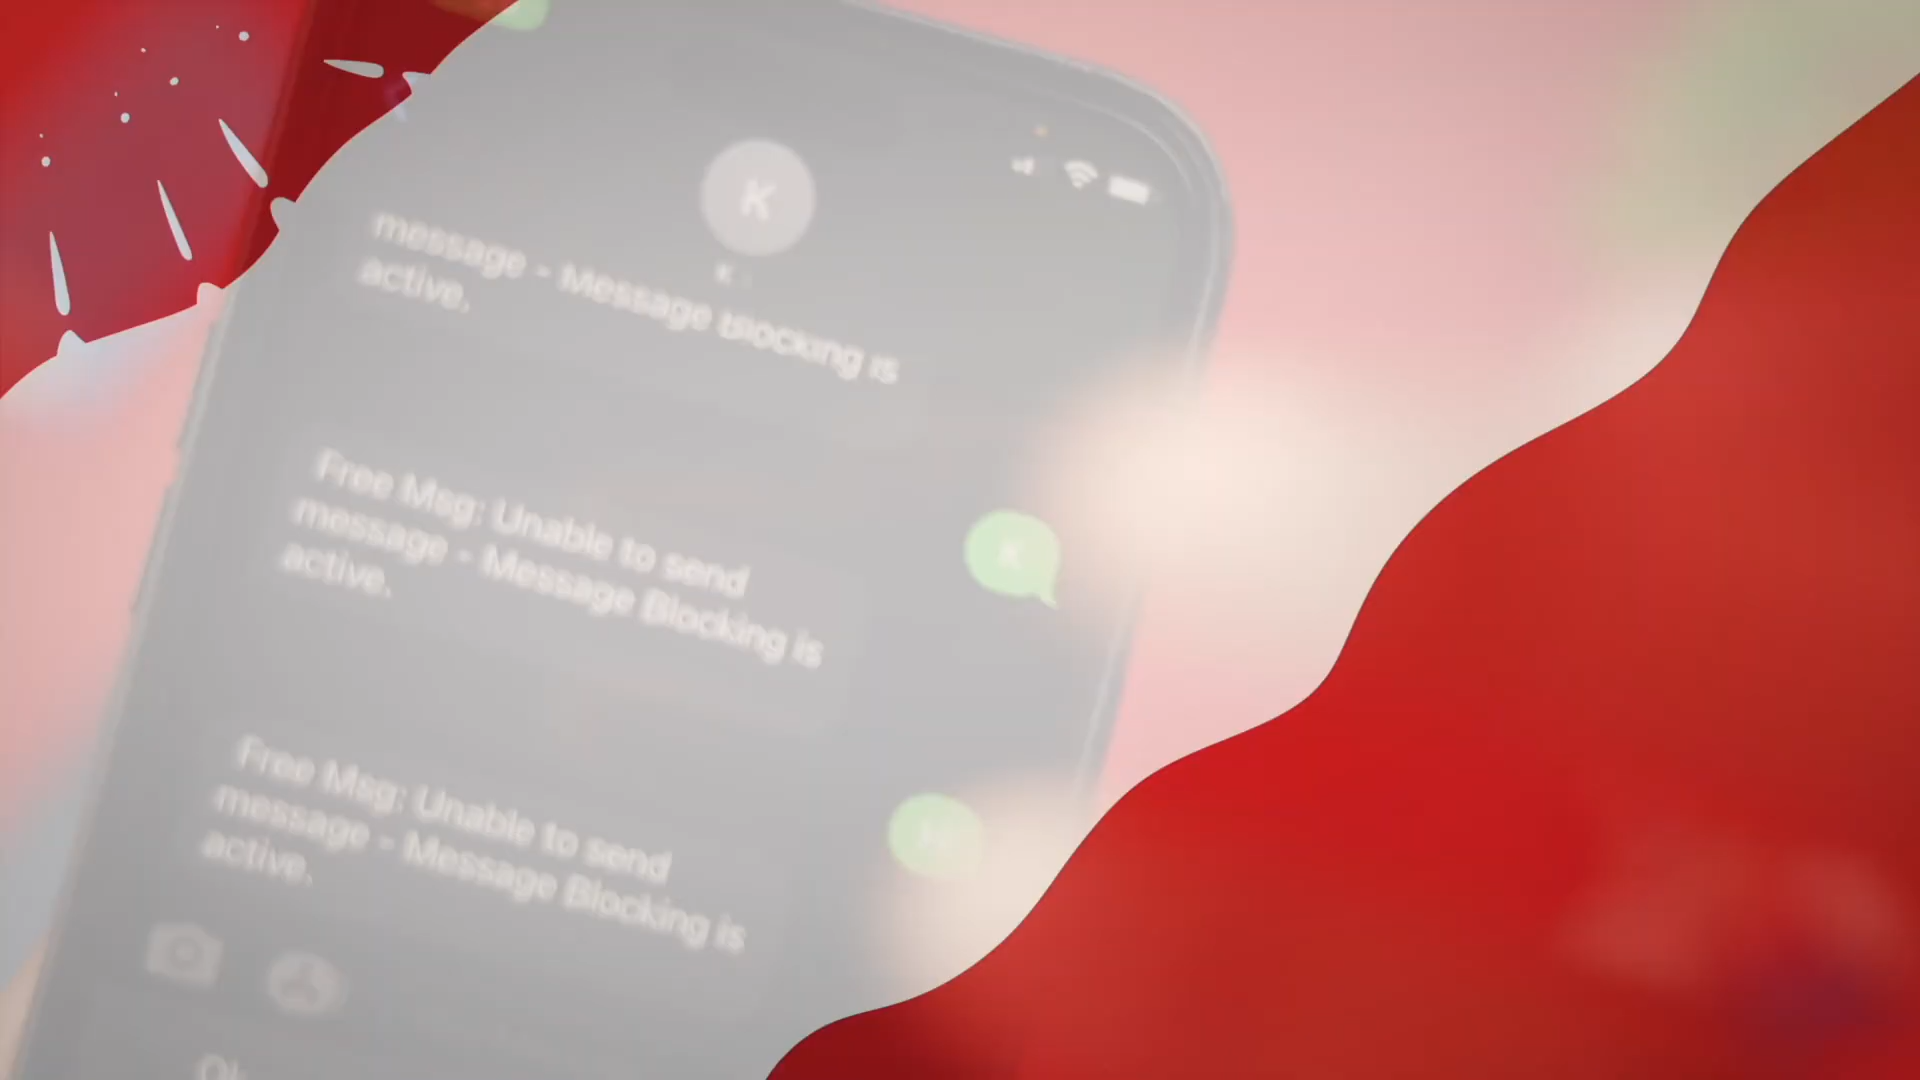 K
K
message - Message Blocking is
active.
Free Msg: Unable to send
message - Message Blocking is
active.
K
Free Msg: Unable to send
message - Message Blocking is
active.